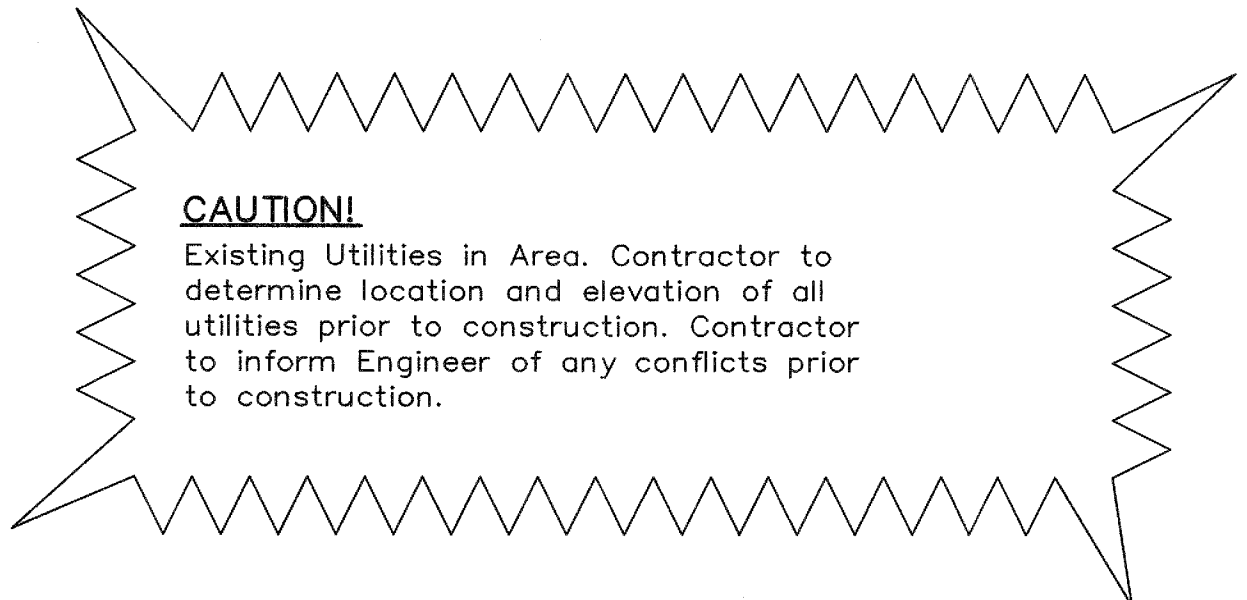 CAUTION!
Existing Utilities in Area. Contractor to
determine location and elevation of all
utilities prior to construction. Contractor
to inform Engineer of any conflicts prior
to construction.